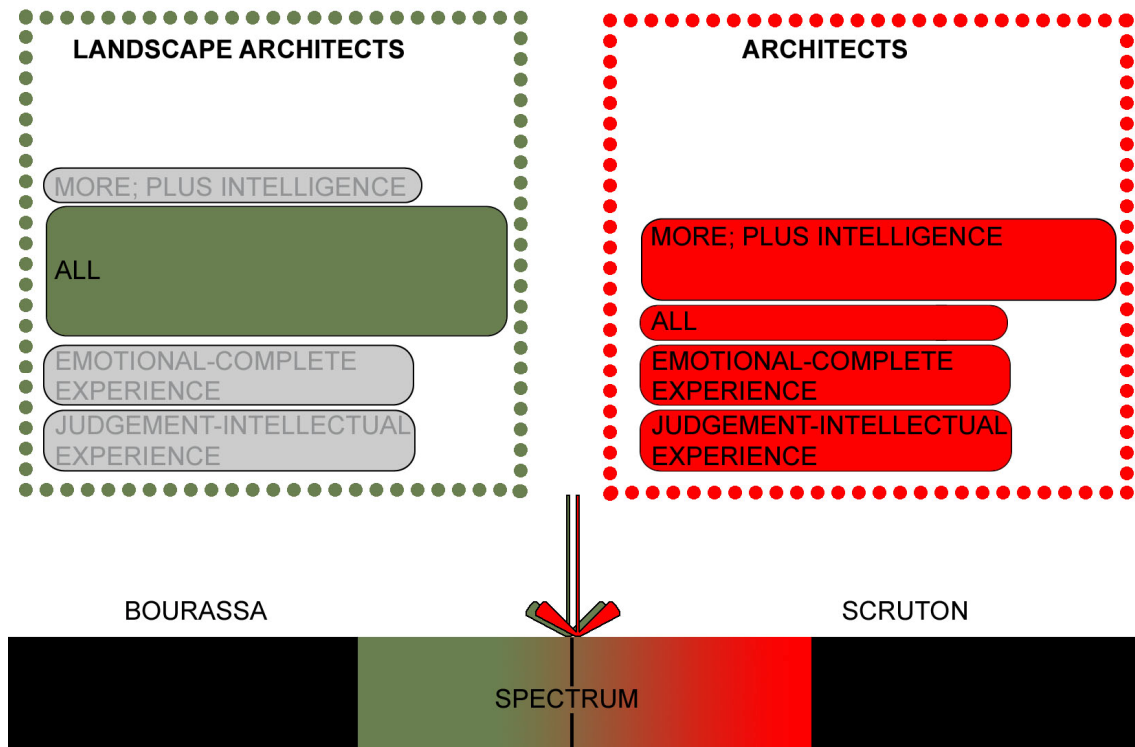 LANDSCAPE ARCHITECTS
MORE; PLUS INTELLIGENCE
ALL
EMOTIONAL-COMPLETE
EXPERIENCE
JUDGEMENT-INTELLECTUAL
EXPERIENCE
ARCHITECTS
MORE; PLUS INTELLIGENCE
ALL
EMOTIONAL-COMPLETE
EXPERIENCE
JUDGEMENT-INTELLECTUAL
EXPERIENCE
BOURASSA
SCRUTON
SPECTRUM